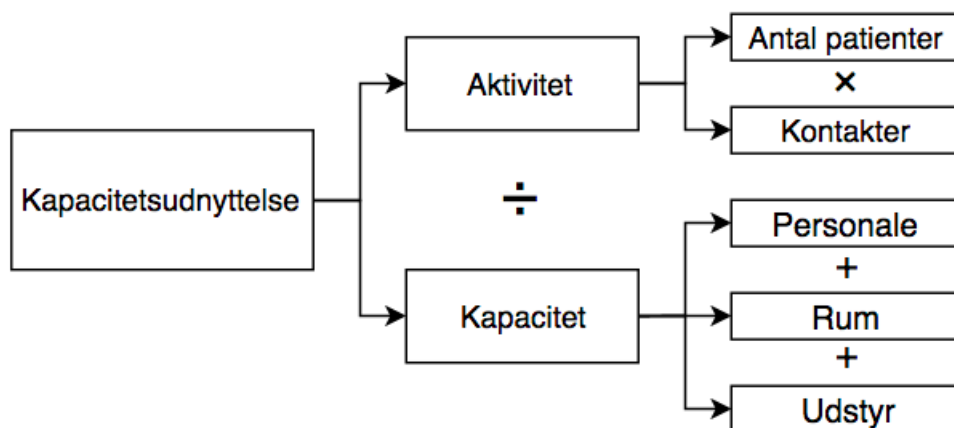 Kapacitetsudnyttelse
Aktivitet
÷
Kapacitet
Antal patienter
×
Kontakter
Personale
+
Rum
+
Udstyr